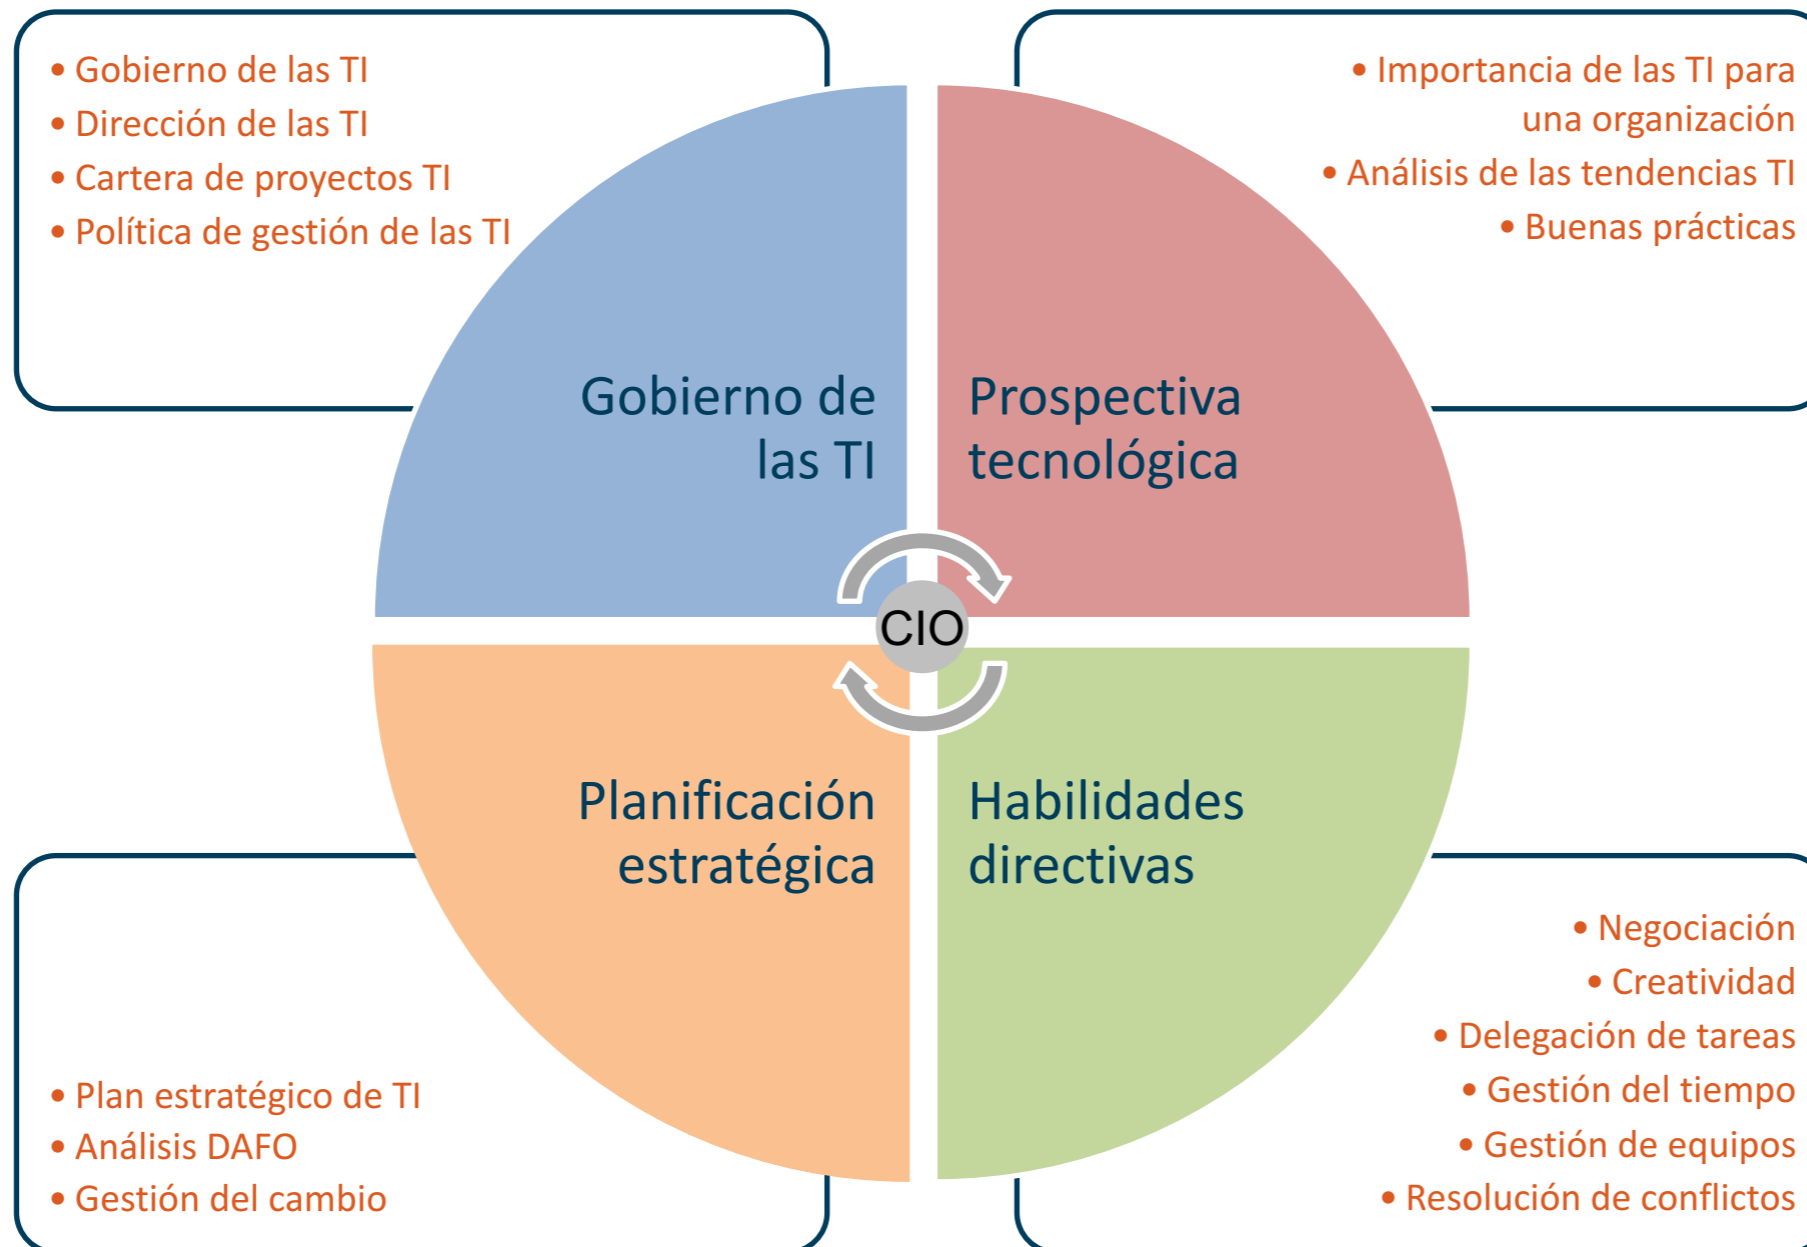 • Gobierno de las TI
• Dirección de las TI
• Cartera de proyectos TI
• Política de gestión de las TI
• Importancia de las TI para
una organización
• Análisis de las tendencias TI
• Buenas prácticas
Gobierno de
las TI
Prospectiva
tecnológica
CIO
Planificación
estratégica
Habilidades
directivas
• Plan estratégico de TI
• Análisis DAFO
• Gestión del cambio
• Negociación
• Creatividad
• Delegación de tareas
• Gestión del tiempo
• Gestión de equipos
• Resolución de conflictos